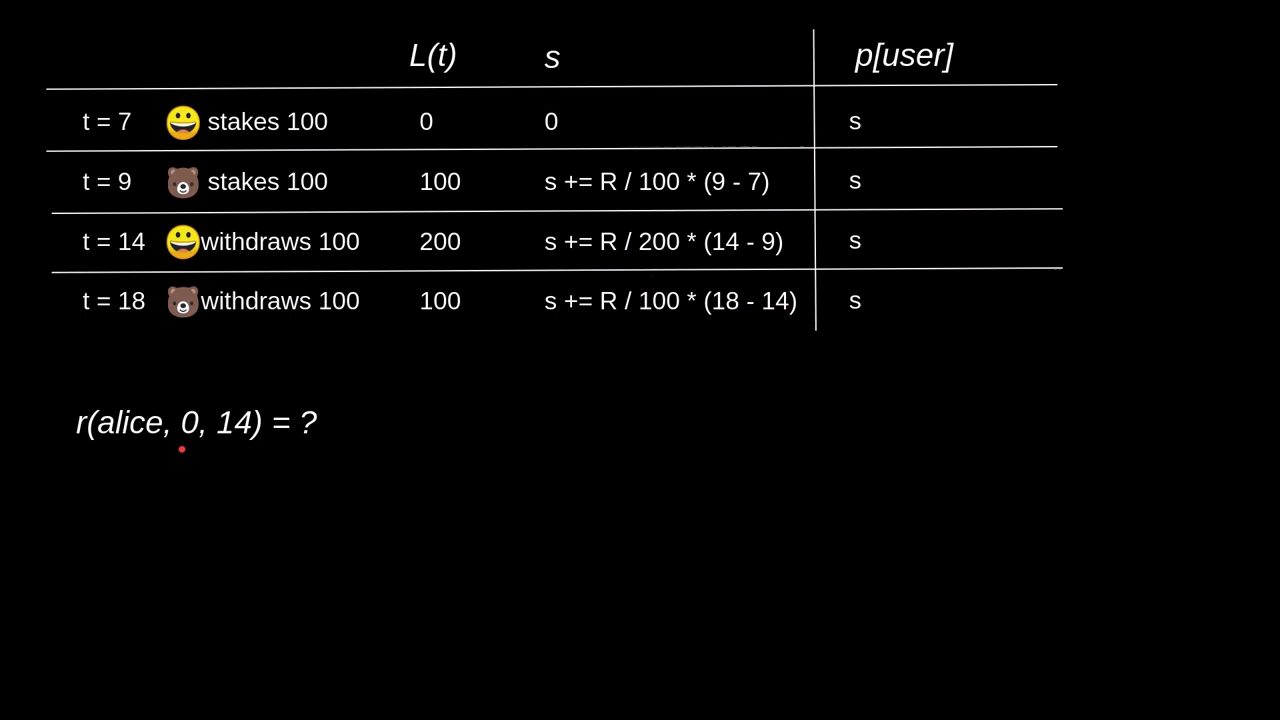 L(t) s p[user]
t = 7 😀 stakes 100 0 0 s
t = 9 🐻 stakes 100 100 s += R / 100 * (9 - 7) s
t = 14 😀withdraws 100 200 s += R / 200 * (14 - 9) s
t = 18 🐻withdraws 100 100 s += R / 100 * (18 - 14) s
r(alice, 0, 14) = ?